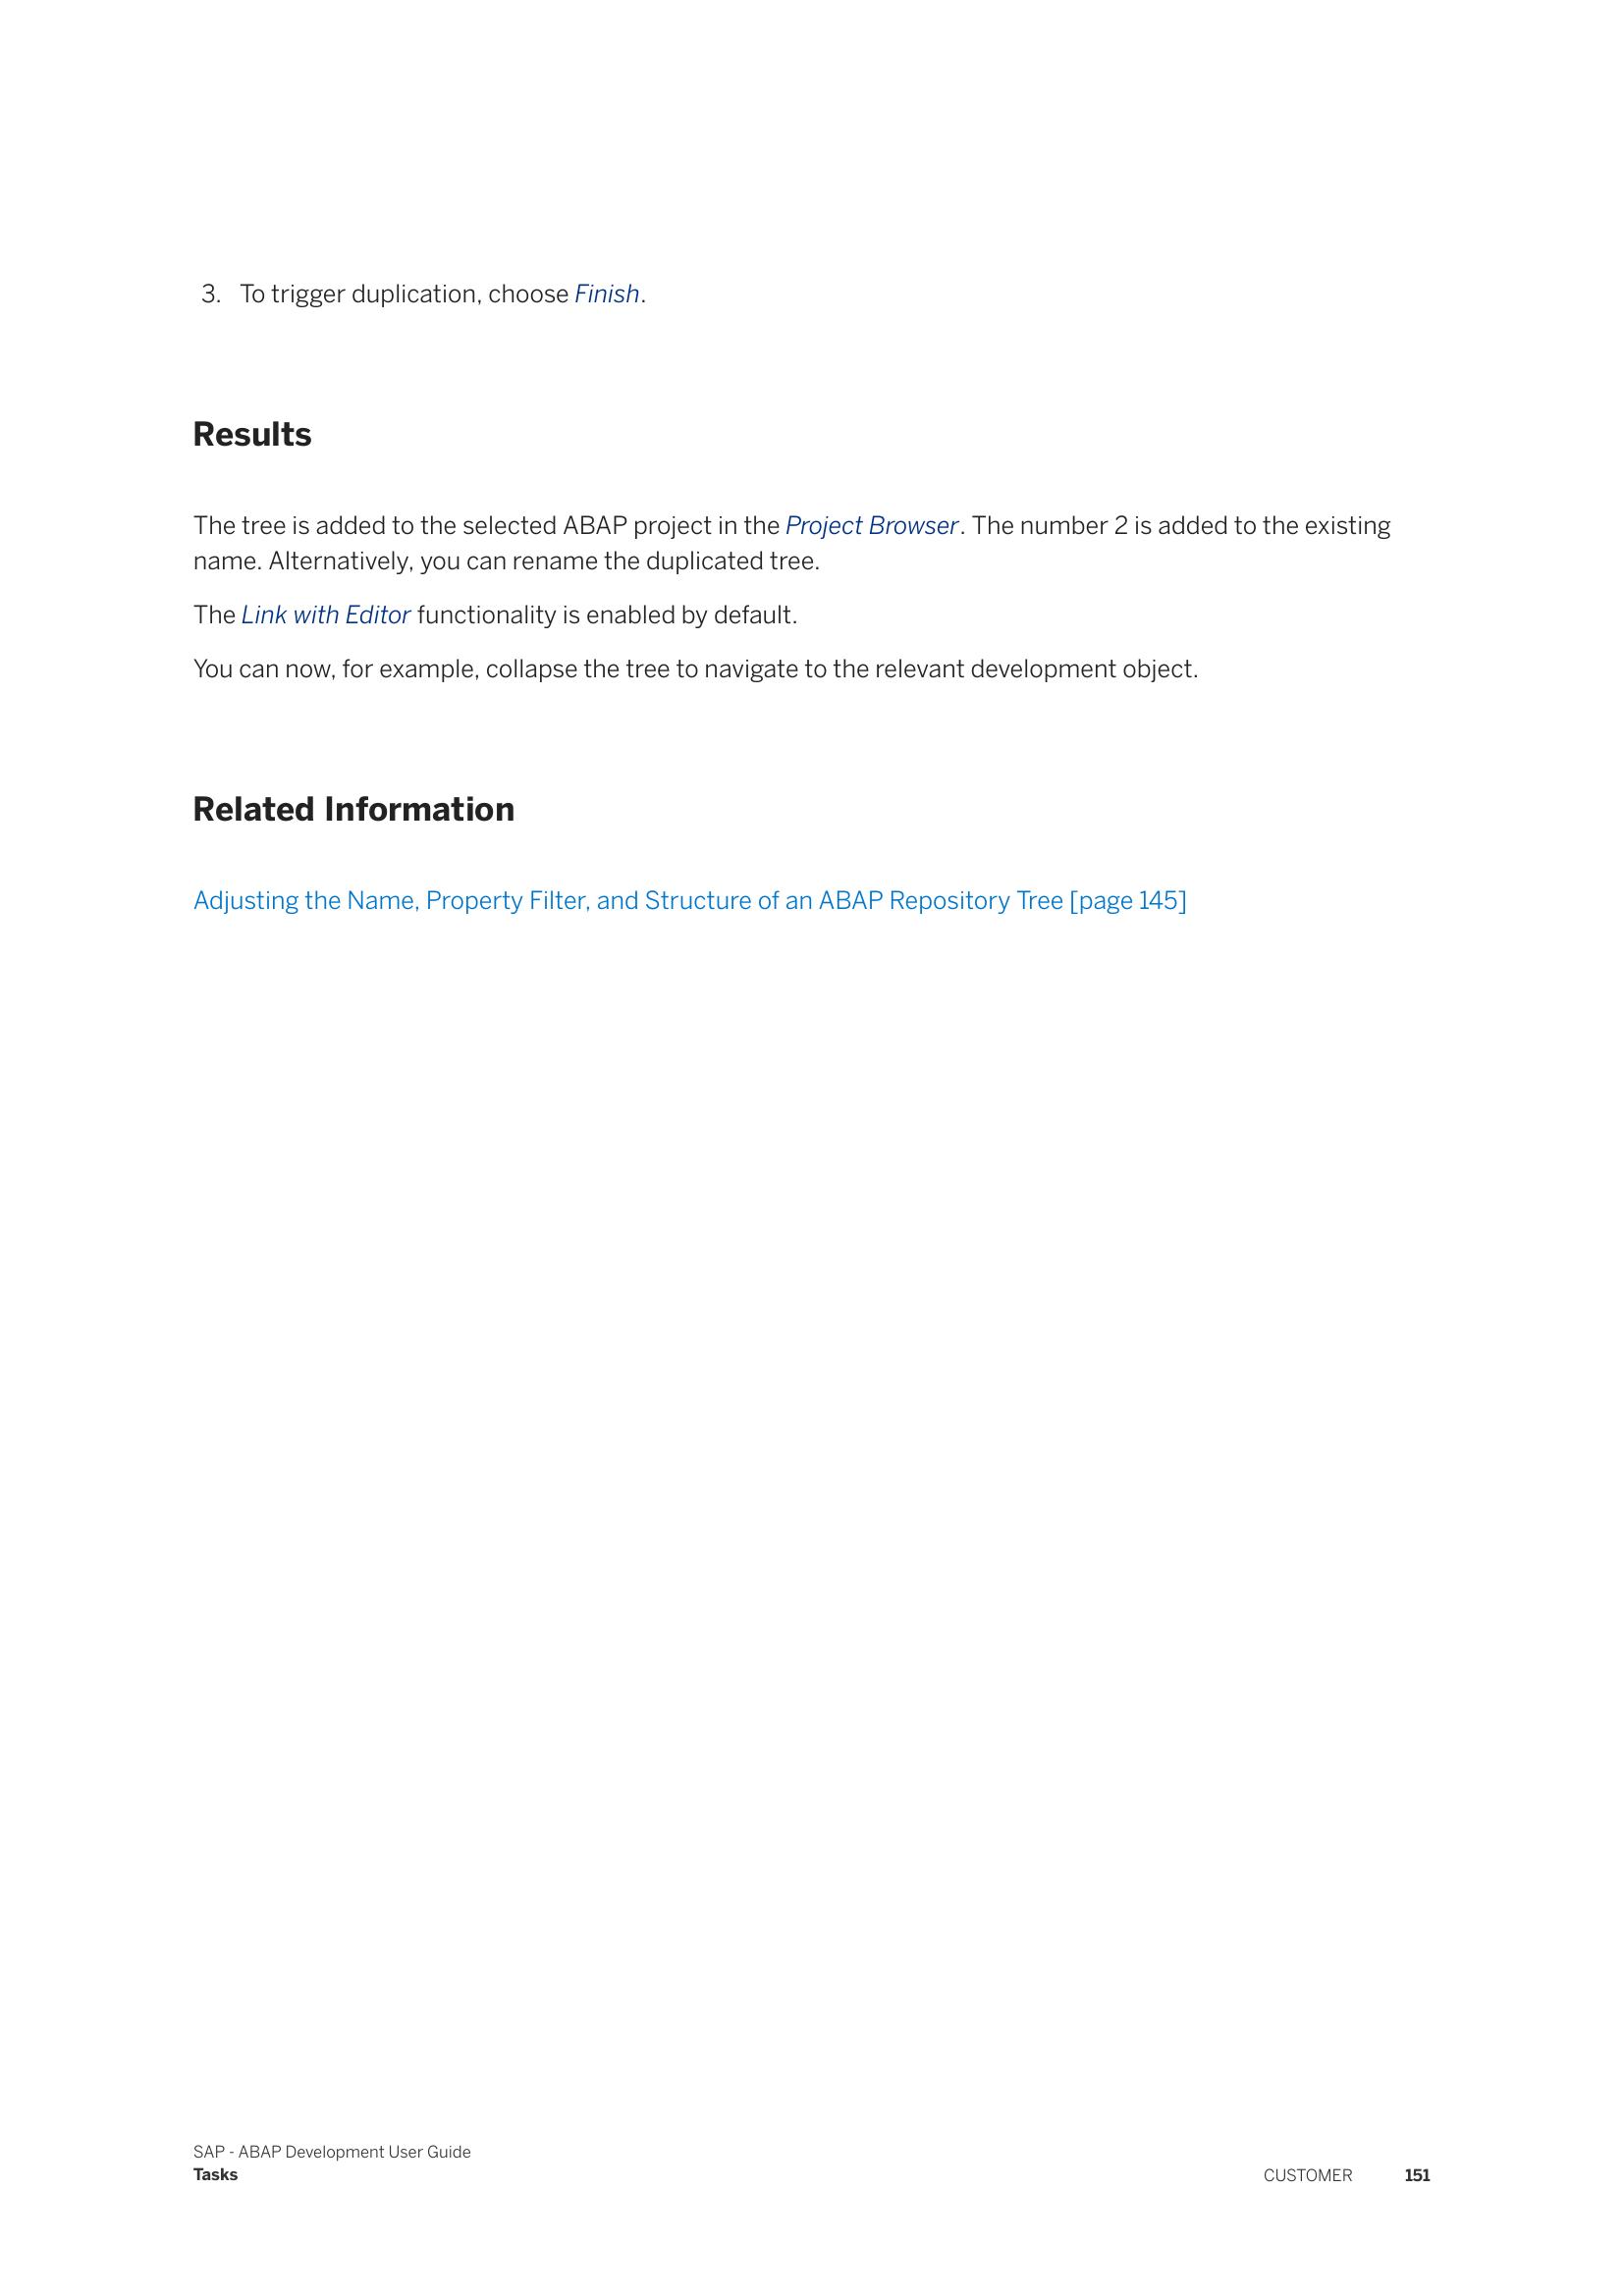 3. To trigger duplication, choose Finish.
Results
The tree is added to the selected ABAP project in the Project Browser. The number 2 is added to the existing
name. Alternatively, you can rename the duplicated tree.
The Link with Editor functionality is enabled by default.
You can now, for example, collapse the tree to navigate to the relevant development object.
Related Information
Adjusting the Name, Property Filter, and Structure of an ABAP Repository Tree [page 145]
SAP - ABAP Development User Guide
Tasks
CUSTOMER 151